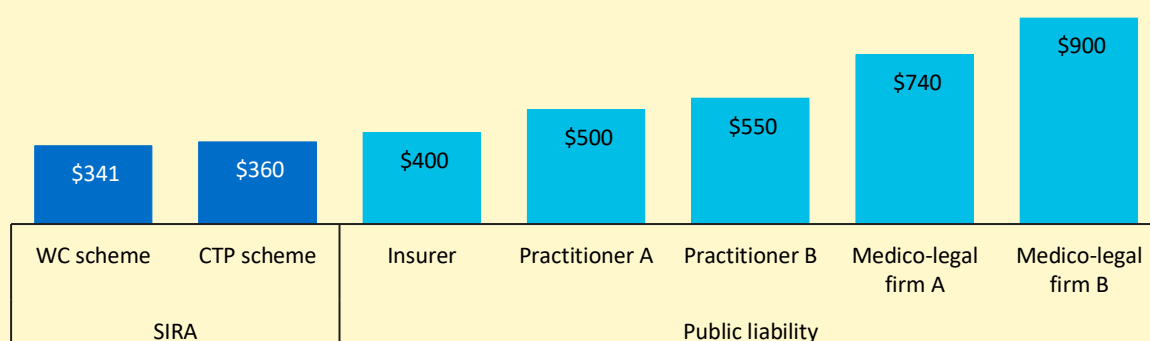 $341
$360
$400
$500
$550
$740
$900
WC scheme
CTP scheme
Insurer
Practitioner A
Practitioner B
Medico-legal
firm A
Medico-legal
firm B
SIRA
Public liability